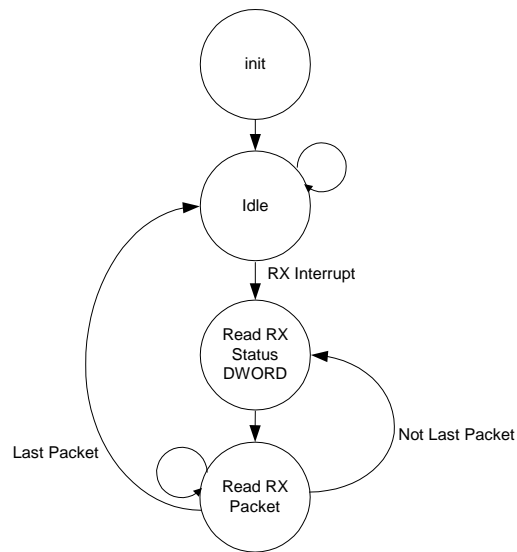 init
Idle
RX Interrupt
Read RX
Status
DWORD
Not Last Packet
Last Packet
Read RX
Packet